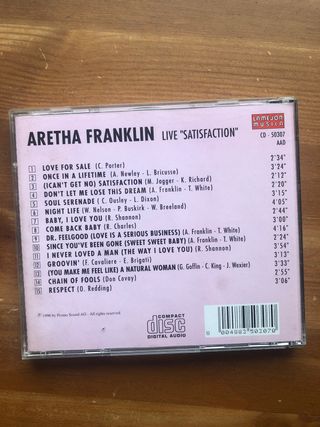 LAMEJOR MUSICA
CD - 50307
AAD
ARETHA FRANKLIN LIVE "SATISFACTION"
1 LOVE FOR SALE (C. Porter) 2'34"
2 ONCE IN A LIFETIME (A. Newley - L. Bricusse) 3'24"
3 (ICAN'T GET NO) SATISFACTION (M. Jagger - K. Richard) 2'12"
4 DON'T LET ME LOSE THIS DREAM (A. Franklin - T. White) 2'20"
5 SOUL SERENADE (C. Ousley - L. Dixon) 3'15"
6 NIGHT LIFE (W. Nelson - P. Buskirk - W. Breeland) 4'05"
7 BABY, I LOVE YOU (R. Shannon) 2'44"
8 COME BACK BABY (R. Charles) 3'00"
9 DR. FEELGOOD (LOVE IS A SERIOUS BUSINESS) (A. Franklin - T. White) 4'16"
10 SINCE YOU'VE BEEN GONE (SWEET SWEET BABY) (A. Franklin - T. White) 2'24"
11 I NEVER LOVED A MAN (THE WAY I LOVE YOU) (R. Shannon) 3'54"
12 GROOVIN' (F. Cavaliere - E. Brigati) 3'13"
13 (YOU MAKE ME FEEL LIKE) A NATURAL WOMAN (G. Goffin - C. King - J. Wexier) 3'33"
14 CHAIN OF FOOLS (Don Covay) 2'55"
15 RESPECT (O. Redding) 3'06"
COMPACT
disc
DIGITAL AUDIO
All rights reserved.